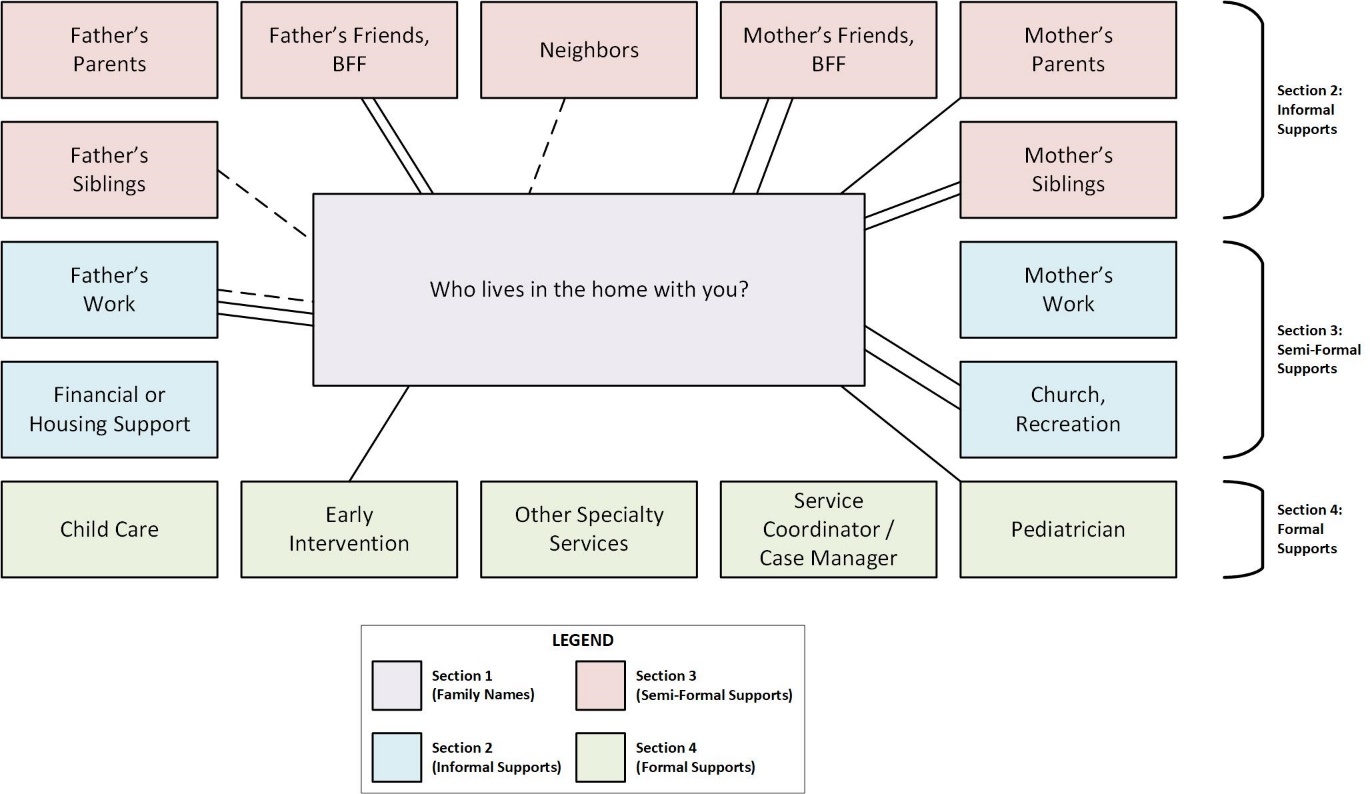 Father’s
Parents
Father’s Friends,
BFF
Neighbors
Mother’s Friends,
BFF
Mother’s
Parents
Section 2:
Informal
Supports
Father’s
Siblings
Mother’s
Siblings
Father’s
Work
Who lives in the home with you?
Mother’s
Work
Section 3:
Semi-Formal
Supports
Financial or
Housing Support
Church,
Recreation
Child Care
Early
Intervention
Other Specialty
Services
Service
Coordinator /
Case Manager
Pediatrician
Section 4:
Formal
Supports
LEGEND
Section 1
(Family Names)
Section 3
(Semi-Formal Supports)
Section 2
(Informal Supports)
Section 4
(Formal Supports)